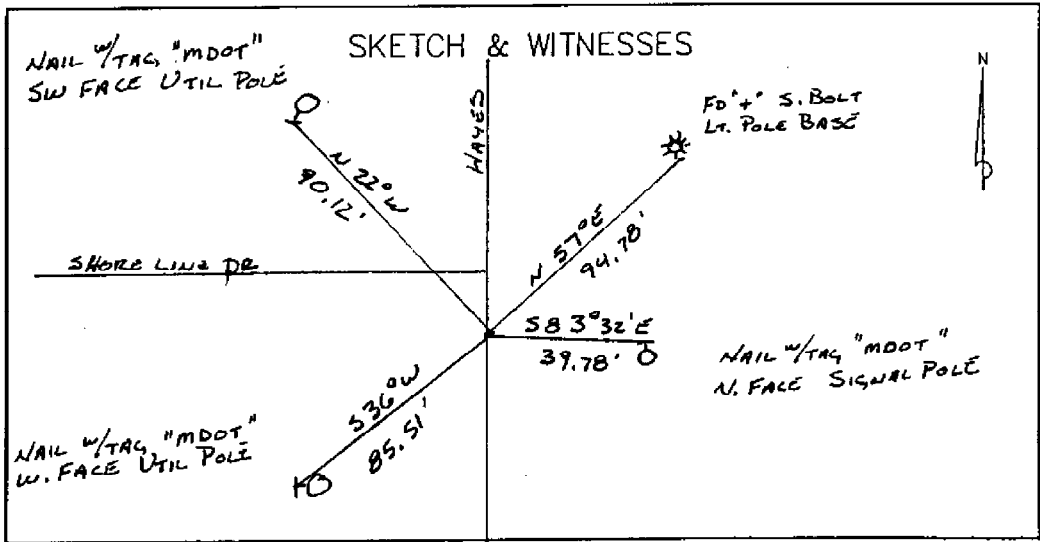 SKETCH & WITNESSES
NAIL W/TAG, "MDOT"
SW FACE UTIL POLE
HAYES
FD "+" S. BOLT
LT. POLE BASE
N
N 22°W
90.12'
N 57°E
94.78'
SHORE LINE DR
S83°32'E
39.78'
NAIL W/TAG "MDOT"
N. FACE SIGNAL POLE
S36°W
85.51'
NAIL W/TAG, "MDOT"
W. FACE UTIL POLE